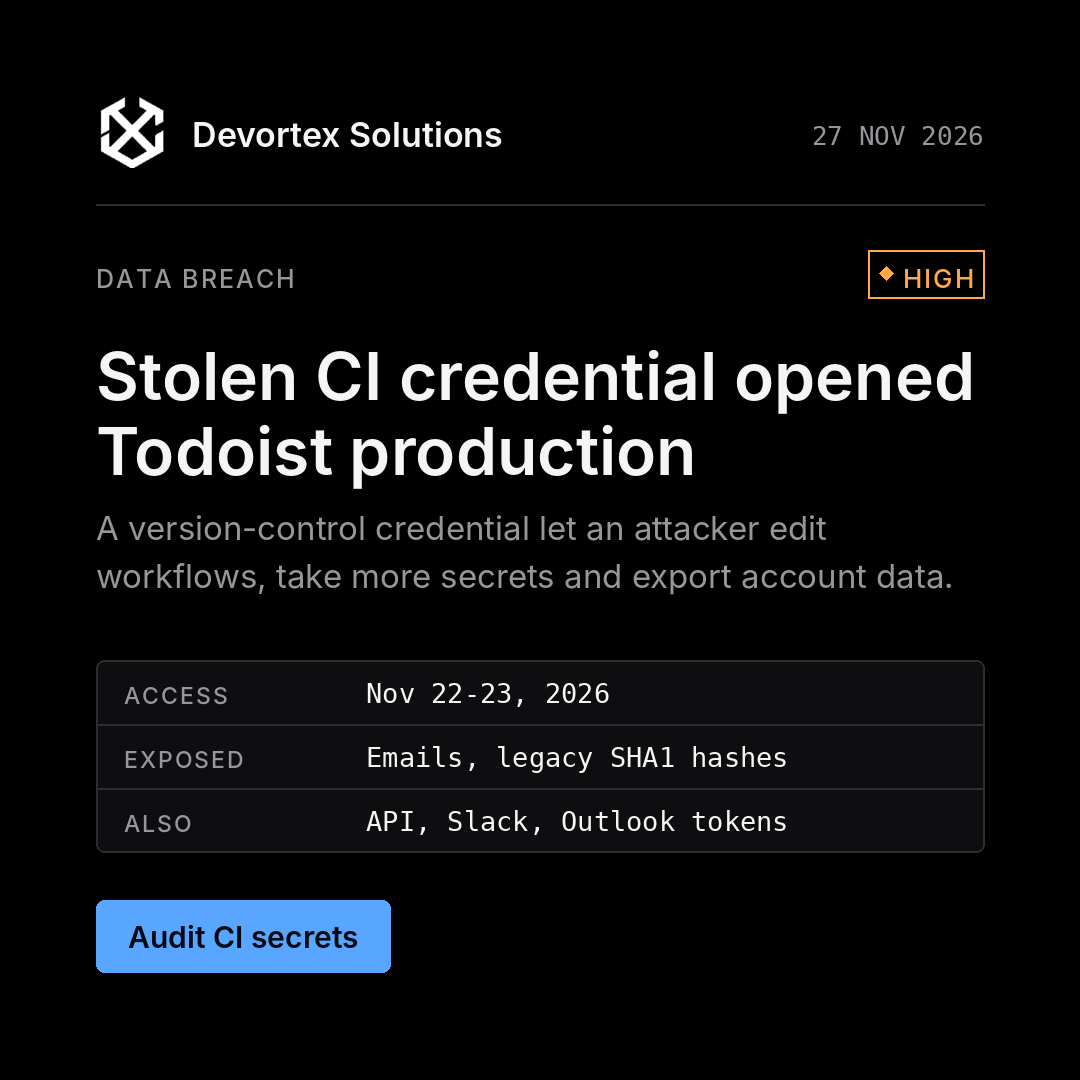 Devortex Solutions
27 NOV 2026
DATA BREACH
HIGH
Stolen CI credential opened
Todoist production
A version-control credential let an attacker edit
workflows, take more secrets and export account data.
ACCESS Nov 22-23, 2026
EXPOSED Emails, legacy SHA1 hashes
ALSO API, Slack, Outlook tokens
Audit CI secrets